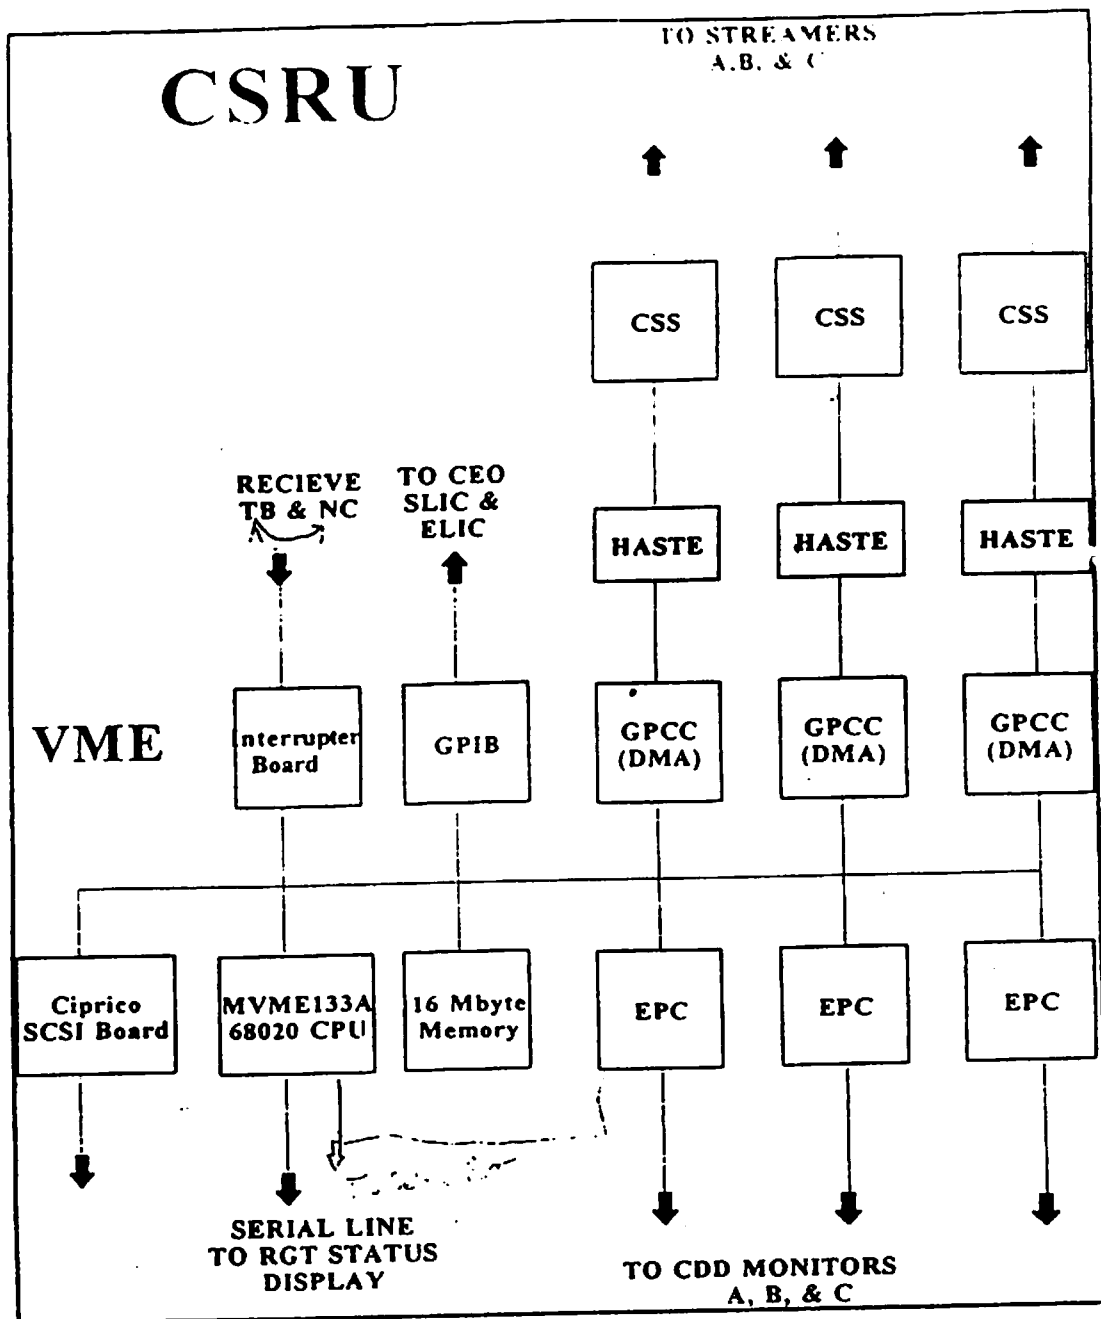 TO STREAMERS
A.B. & C
CSRU
CSS
CSS
CSS
RECIEVE
TB & NC
TO CEO
SLIC &
ELIC
HASTE
HASTE
HASTE
VME
Interrupter
Board
GPIB
GPCC
(DMA)
GPCC
(DMA)
GPCC
(DMA)
Ciprico
SCSI Board
MVME133A
68020 CPU
16 Mbyte
Memory
EPC
EPC
EPC
SERIAL LINE
TO RGT STATUS
DISPLAY
TO CDD MONITORS
A, B, & C